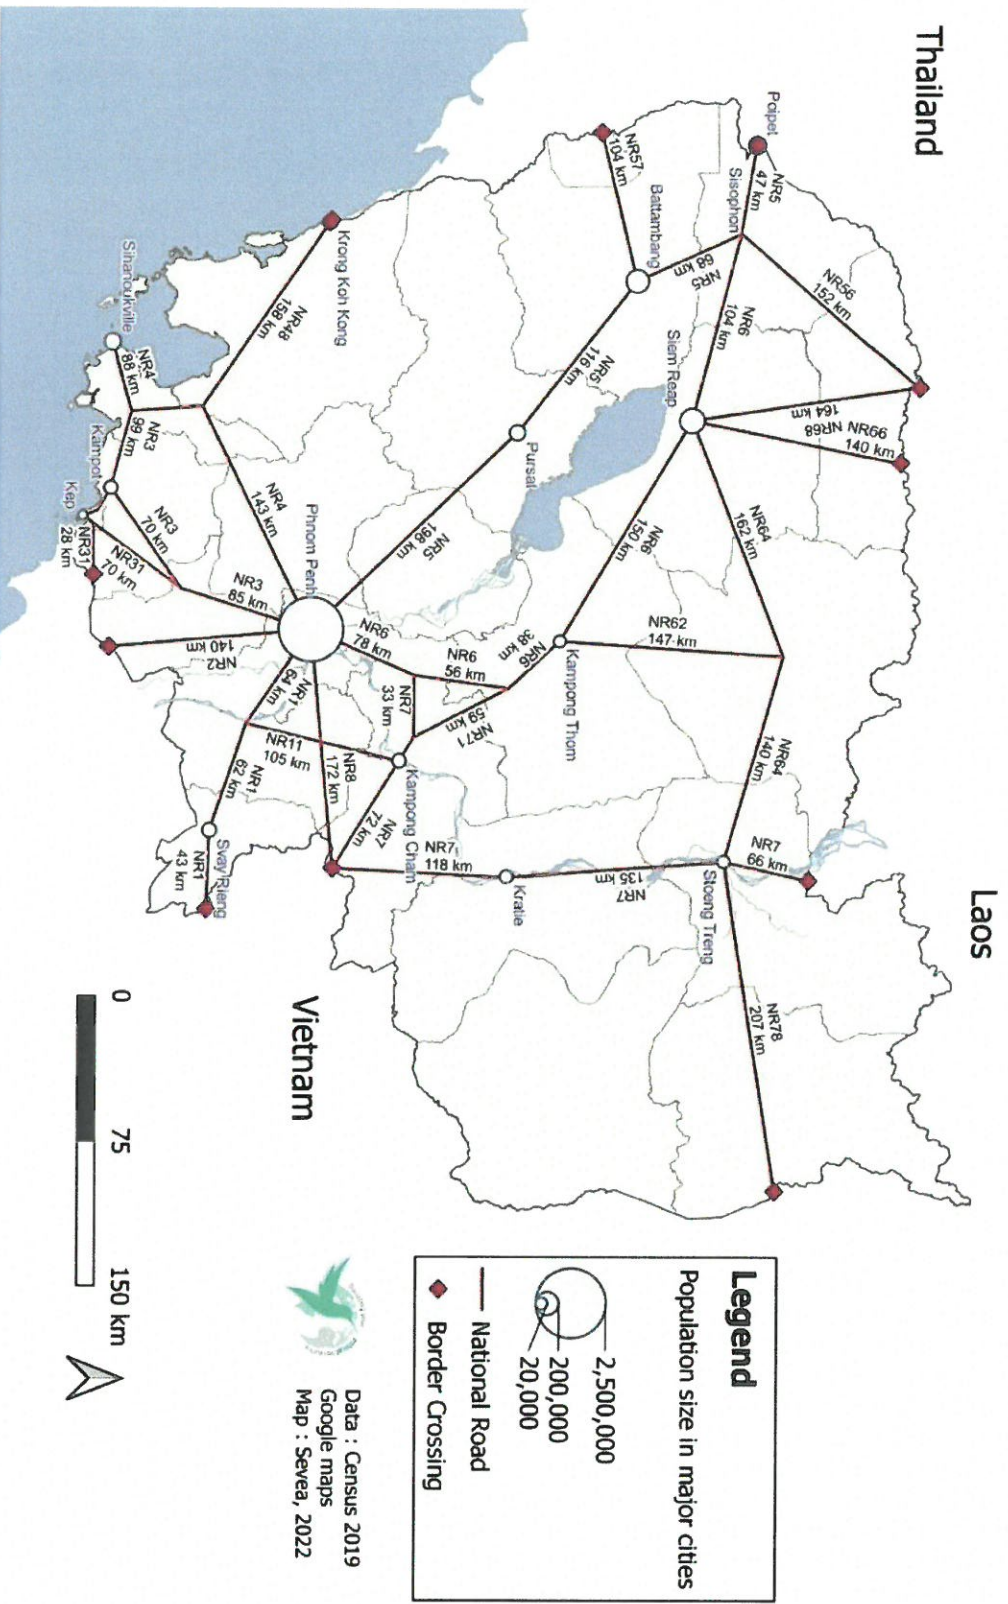 Thailand
Laos
Vietnam
Poipet
NR5
47 km
Sisophon
NR56
152 km
NR57
104 km
Battambang
NR5
68 km
NR6
104 km
Siem Reap
164 km
NR68
NR66
140 km
NR5
116 km
Pursat
NR64
162 km
NR6
150 km
NR62
147 km
Kampong Thom
NR64
140 km
NR7
66 km
Stoeng Treng
NR78
207 km
NR7
135 km
Kratie
NR7
118 km
Krong Koh Kong
NR48
158 km
NR5
198 km
NR6
38 km
NR6
56 km
NR6
78 km
NR71
59 km
NR7
33 km
Kampong Cham
NR7
72 km
Phnom Penh
NR4
143 km
Sihanoukville
NR4
88 km
NR3
99 km
Kampot
Kep
NR3
70 km
NR31
70 km
NR31
28 km
NR3
85 km
NR2
140 km
NR1
64 km
NR11
105 km
NR8
172 km
NR1
62 km
Svay Rieng
NR1
43 km
0 75 150 km
Legend
Population size in major cities
2,500,000
200,000
20,000
National Road
Border Crossing
Data : Census 2019
Google maps
Map : Sevea, 2022